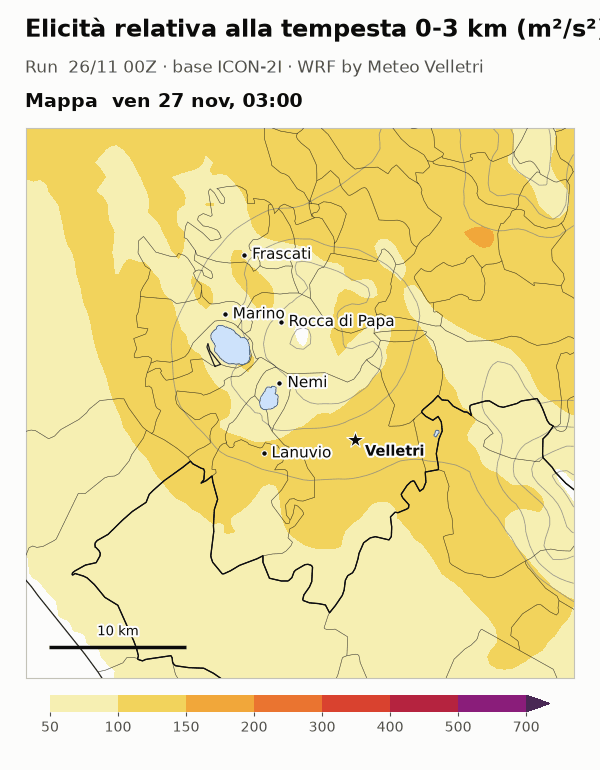 Elicità relativa alla tempesta 0-3 km (m²/s²)
Run  26/11 00Z · base ICON-2I · WRF by Meteo Velletri
Mappa  ven 27 nov, 03:00
Frascati
Marino
Rocca di Papa
Nemi
Velletri
Lanuvio
10 km
50 100 150 200 300 400 500 700